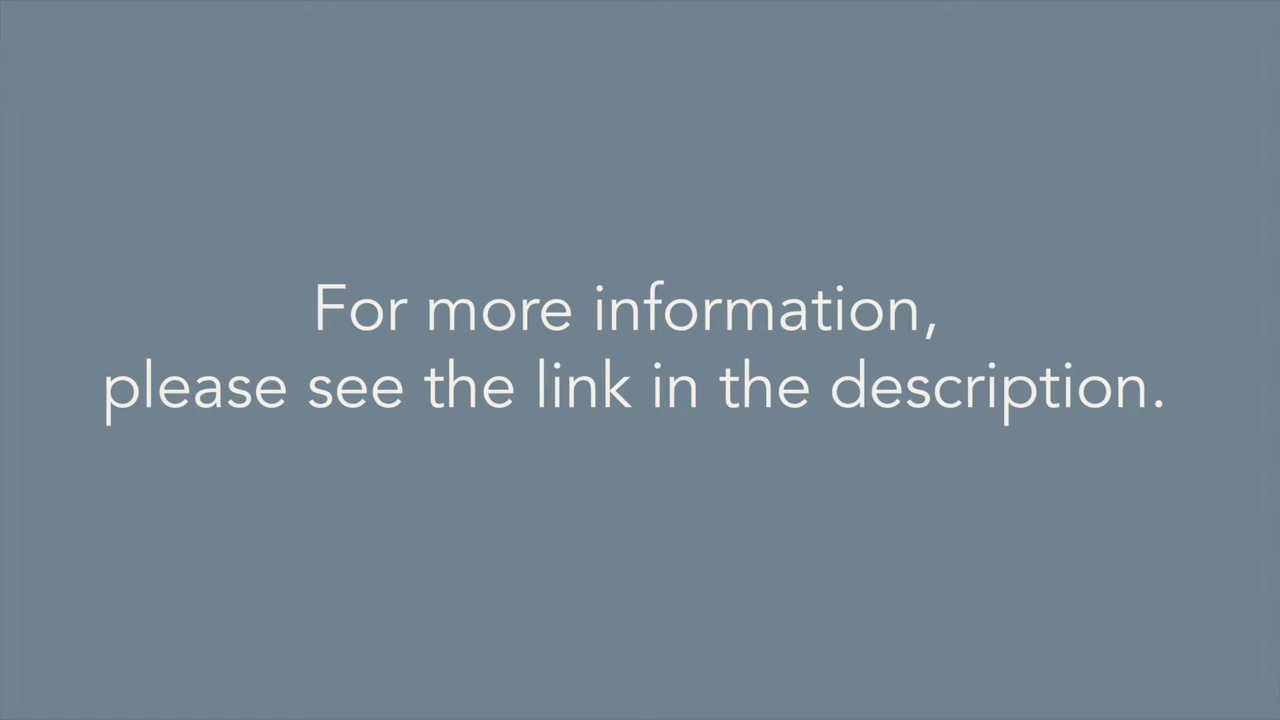 For more information,
please see the link in the description.